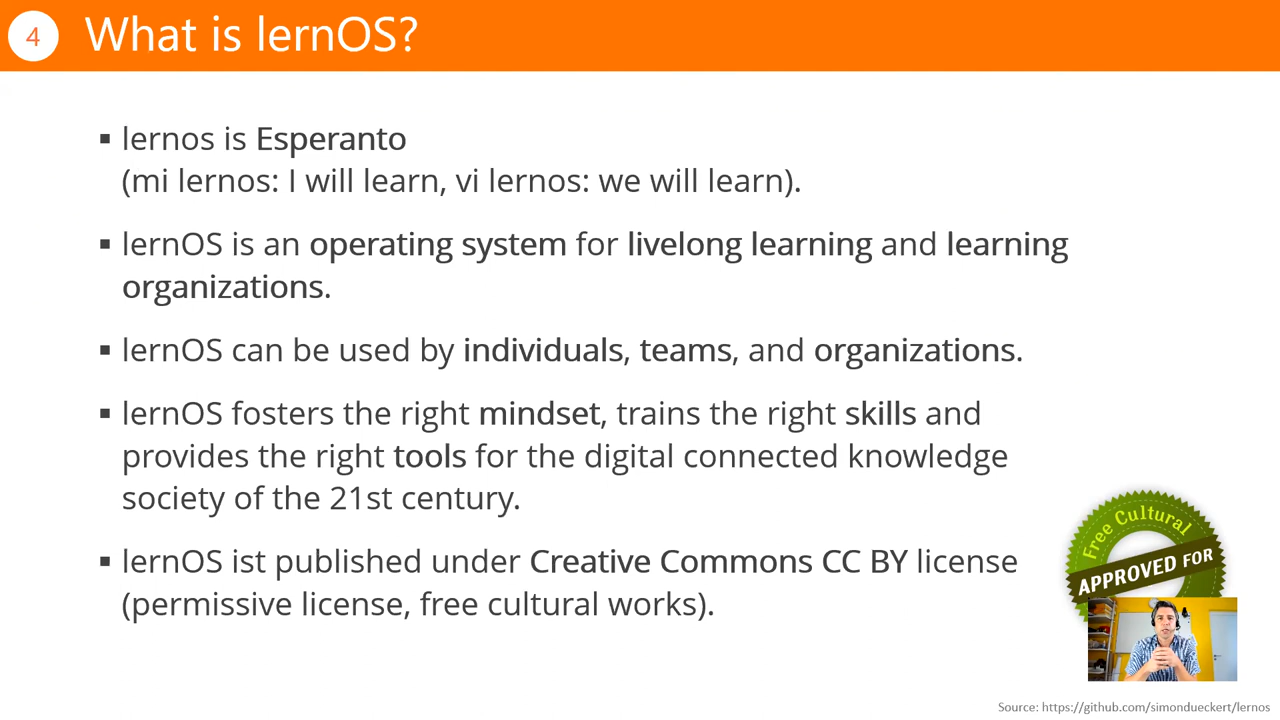 4
What is lernOS?
▪ lernos is Esperanto
(mi lernos: I will learn, vi lernos: we will learn).
▪ lernOS is an operating system for livelong learning and learning
organizations.
▪ lernOS can be used by individuals, teams, and organizations.
▪ lernOS fosters the right mindset, trains the right skills and
provides the right tools for the digital connected knowledge
society of the 21st century.
▪ lernOS ist published under Creative Commons CC BY license
(permissive license, free cultural works).
Free Cultural
APPROVED FOR
Source: https://github.com/simondueckert/lernos